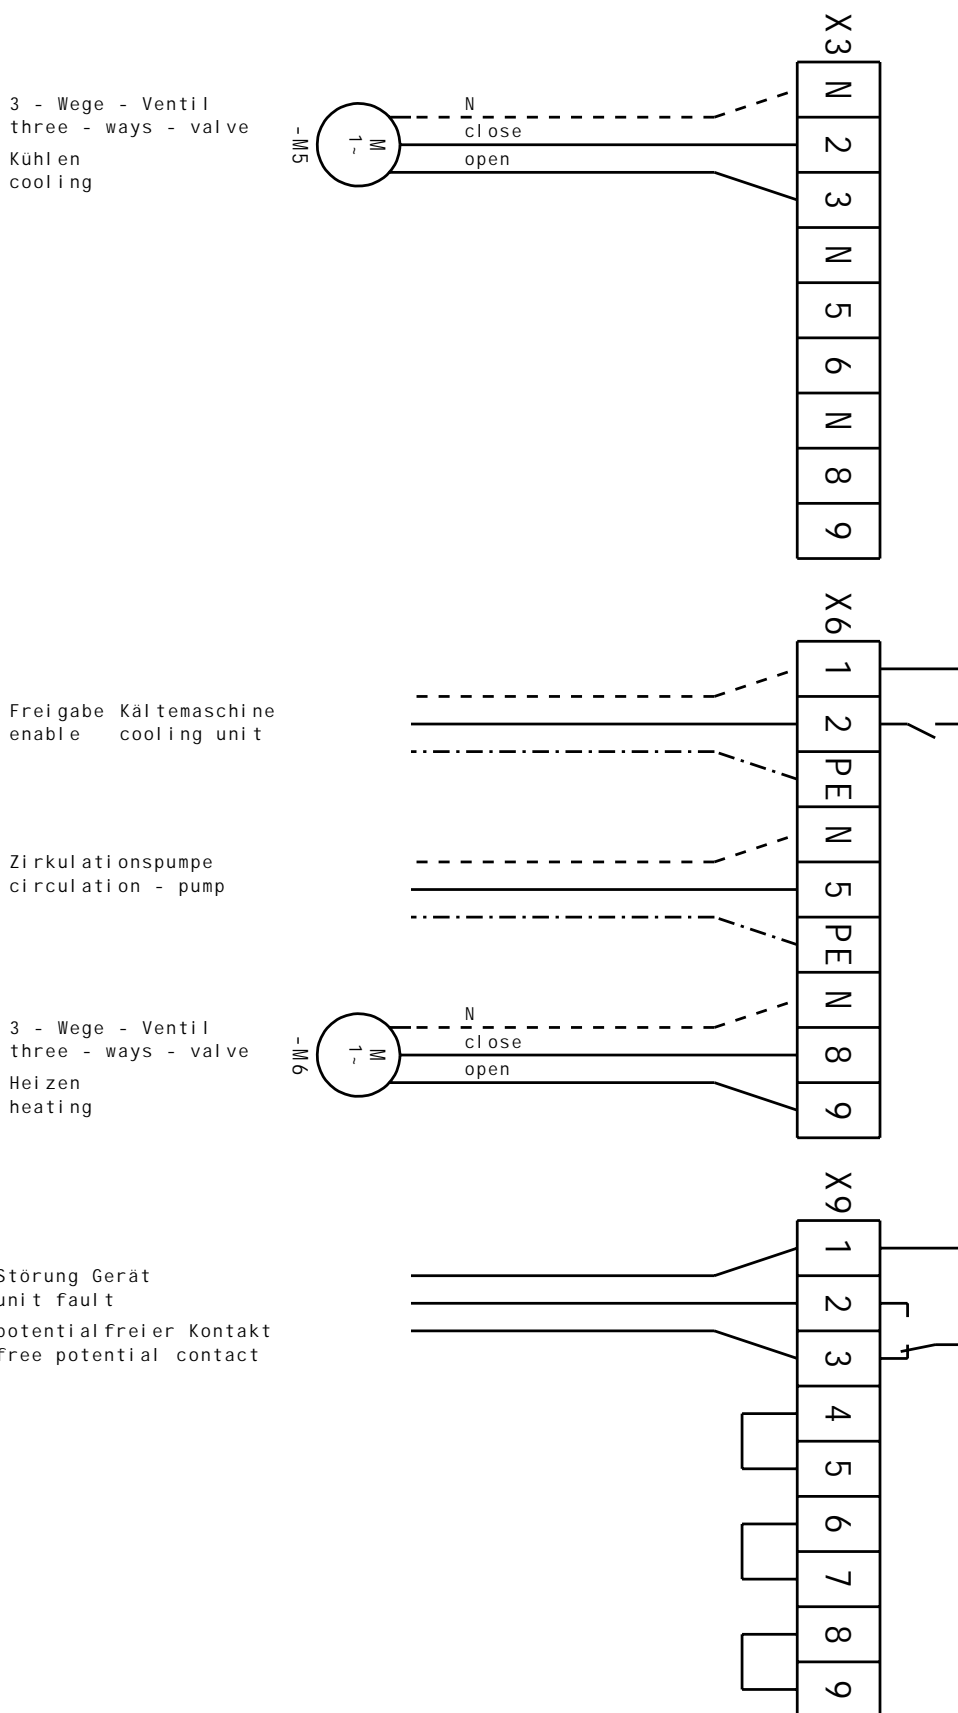 X3
3 - Wege - Ventil
three - ways - valve
Kühlen
cooling
-M5
M
1~
N
close
open
N
2
3
N
5
6
N
8
9
X6
Freigabe Kältemaschine
enable cooling unit
1
2
PE
Zirkulationspumpe
circulation - pump
N
5
PE
3 - Wege - Ventil
three - ways - valve
Heizen
heating
-M6
M
1~
N
close
open
N
8
9
X9
Störung Gerät
unit fault
potentialfreier Kontakt
free potential contact
1
2
3
4
5
6
7
8
9